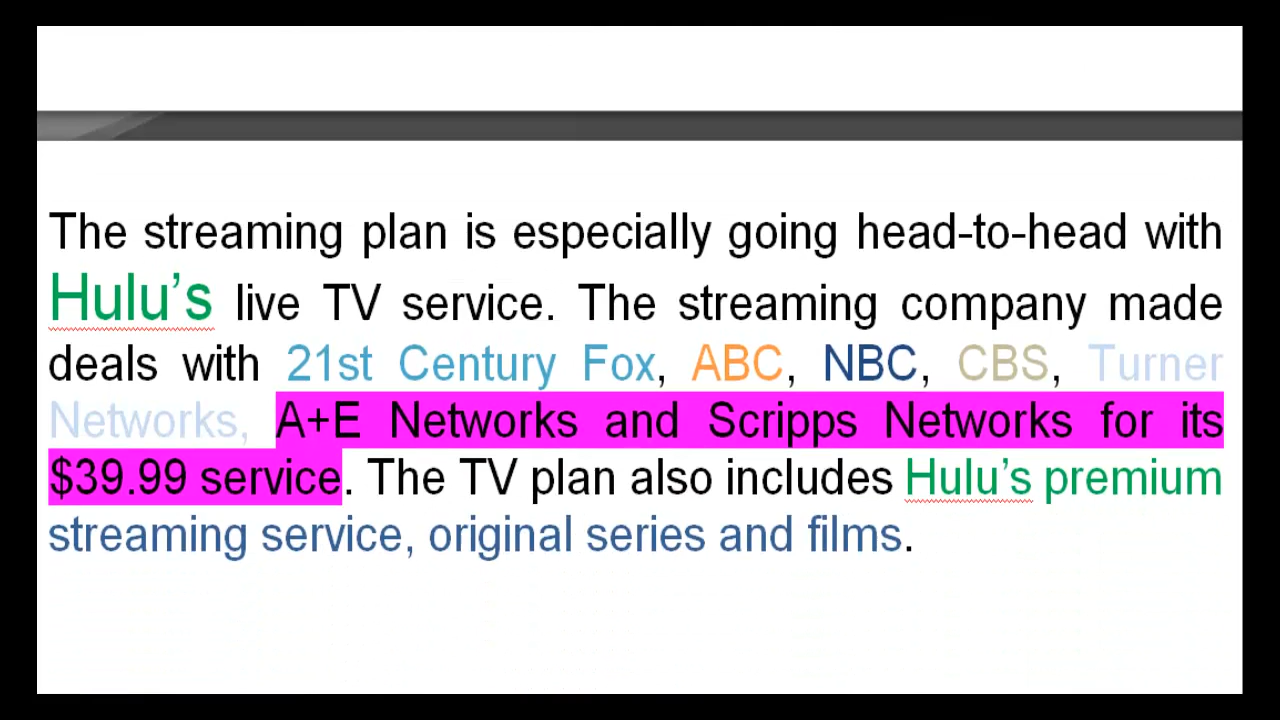 The streaming plan is especially going head-to-head with
Hulu’s live TV service. The streaming company made
deals with 21st Century Fox, ABC, NBC, CBS, Turner
Networks, A+E Networks and Scripps Networks for its
$39.99 service. The TV plan also includes Hulu’s premium
streaming service, original series and films.